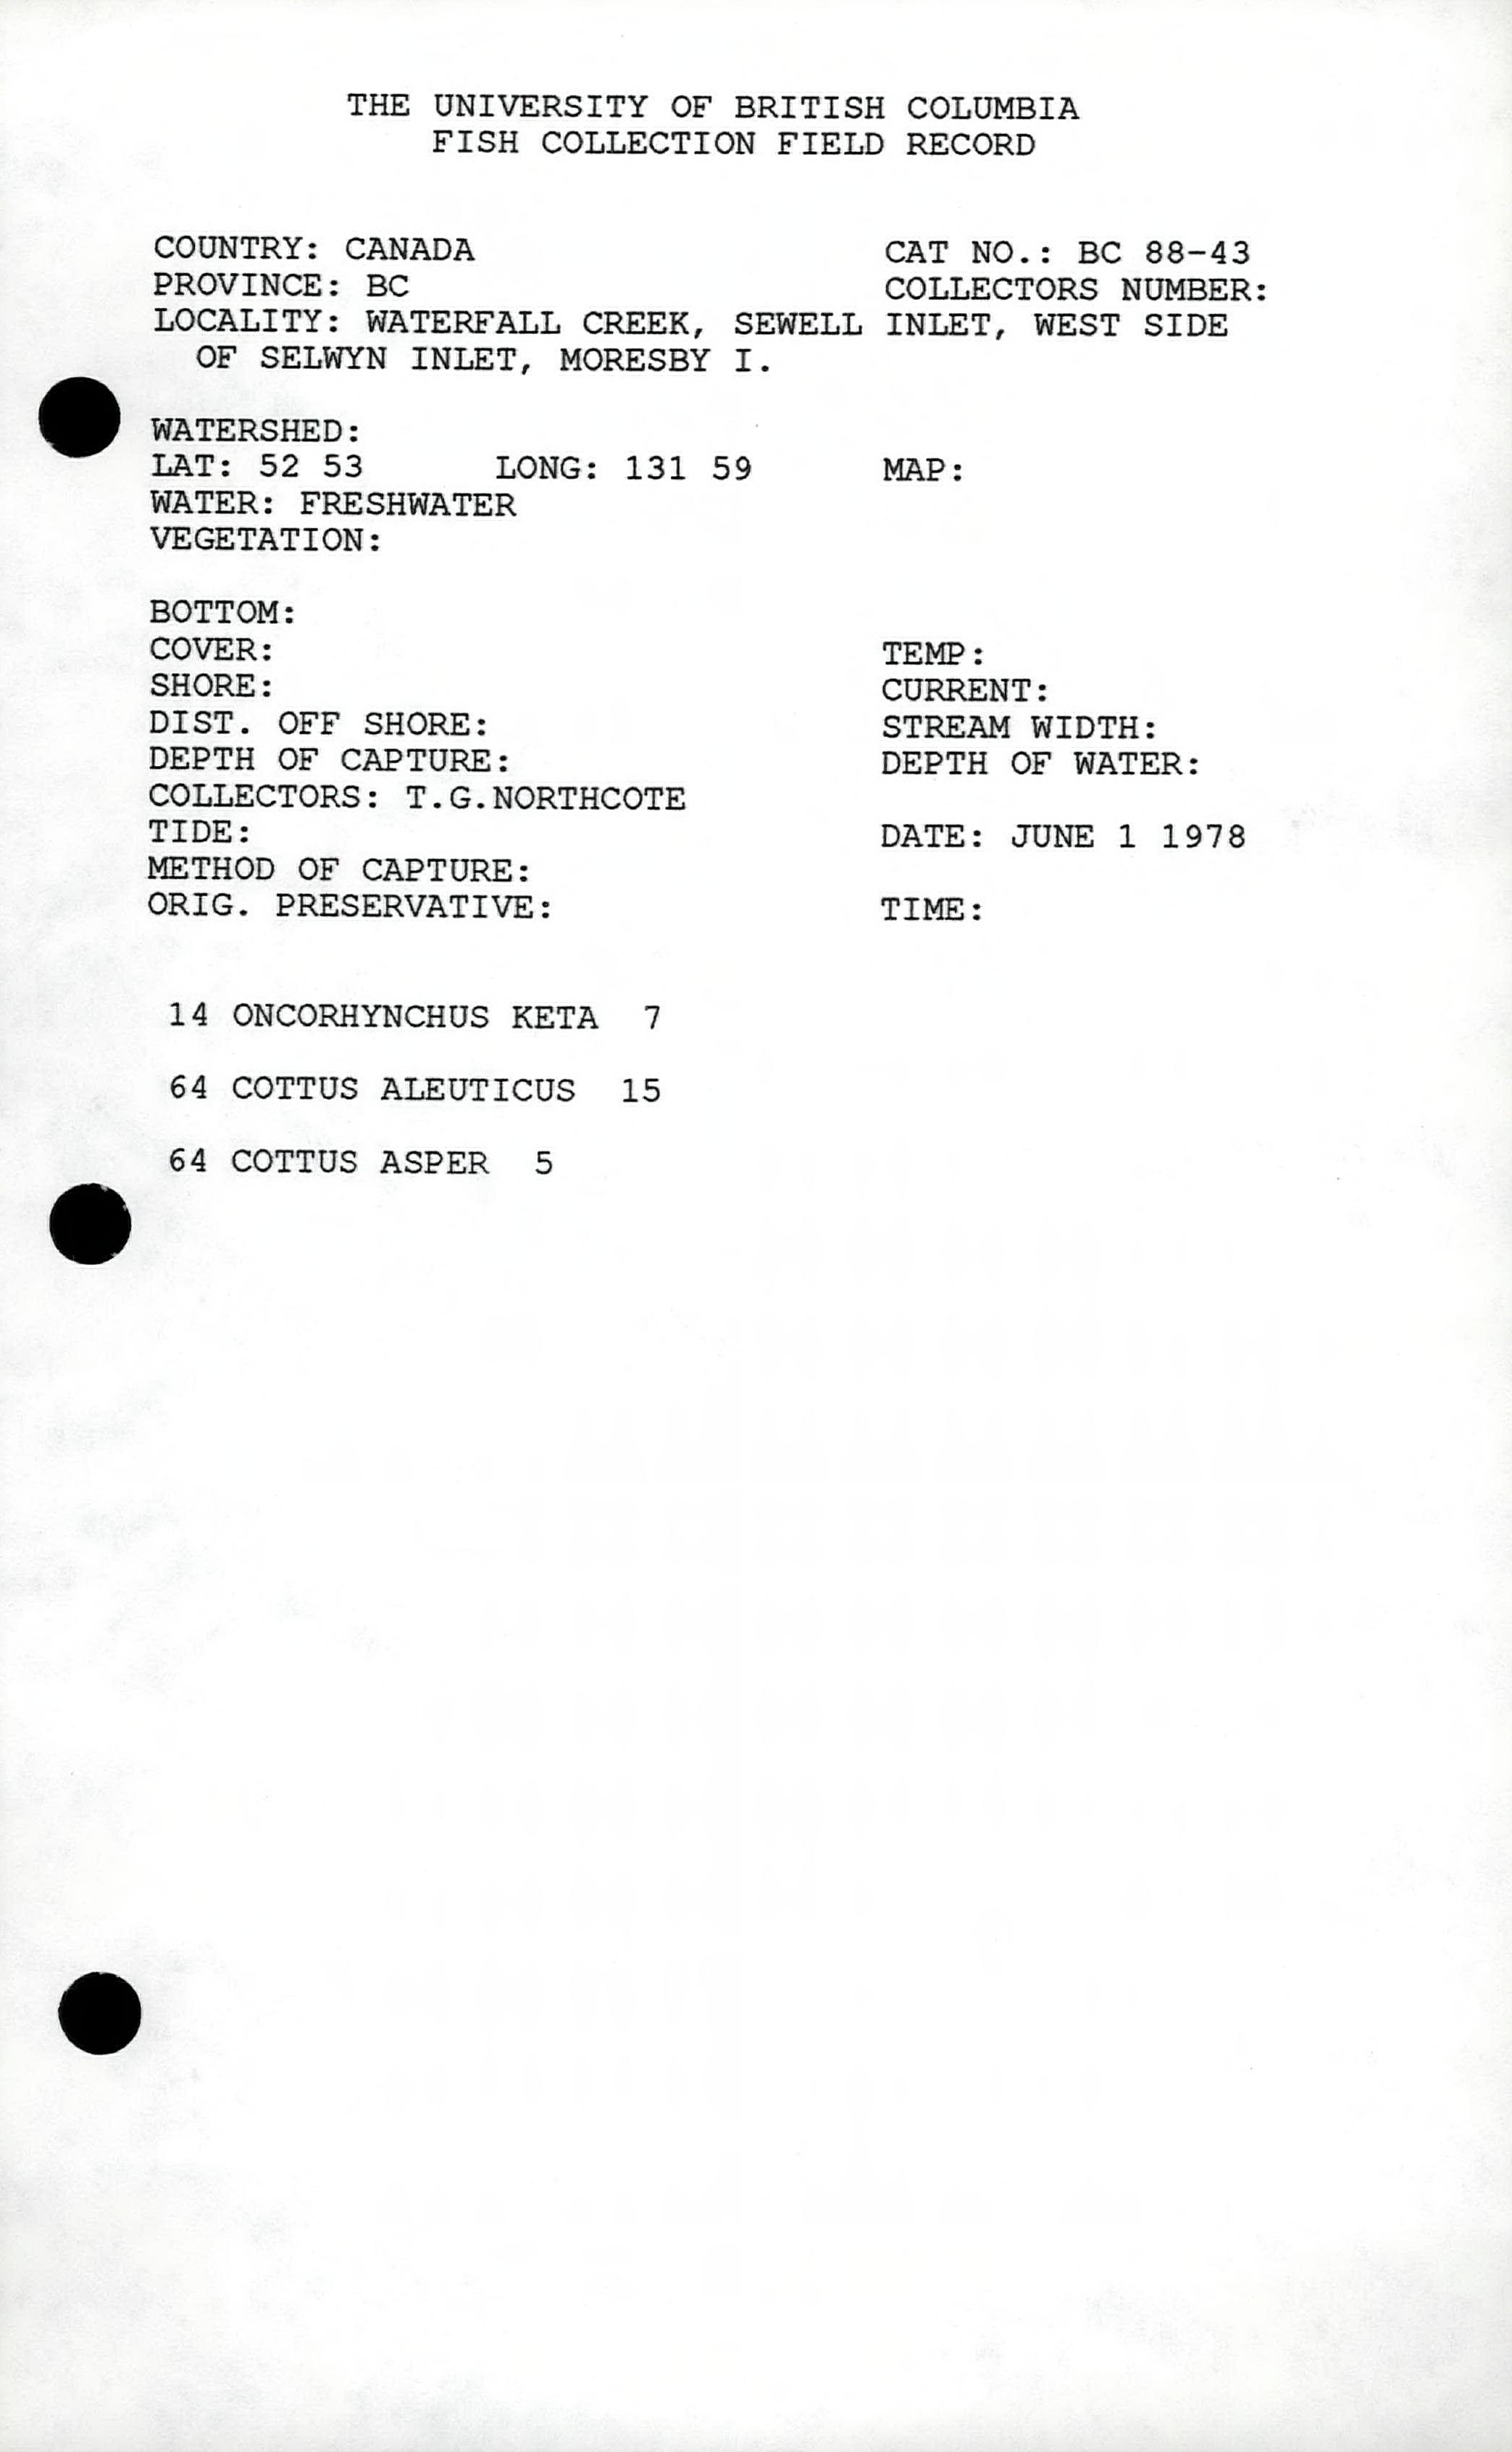 THE UNIVERSITY OF BRITISH COLUMBIA
FISH COLLECTION FIELD RECORD
COUNTRY: CANADA CAT NO.: BC 88-43
PROVINCE: BC COLLECTORS NUMBER:
LOCALITY: WATERFALL CREEK, SEWELL INLET, WEST SIDE
OF SELWYN INLET, MORESBY I.
WATERSHED:
LAT: 52 53 LONG: 131 59 MAP:
WATER: FRESHWATER
VEGETATION:
BOTTOM:
COVER: TEMP:
SHORE: CURRENT:
DIST. OFF SHORE: STREAM WIDTH:
DEPTH OF CAPTURE: DEPTH OF WATER:
COLLECTORS: T.G.NORTHCOTE
TIDE: DATE: JUNE 1 1978
METHOD OF CAPTURE:
ORIG. PRESERVATIVE: TIME:
14 ONCORHYNCHUS KETA 7
64 COTTUS ALEUTICUS 15
64 COTTUS ASPER 5